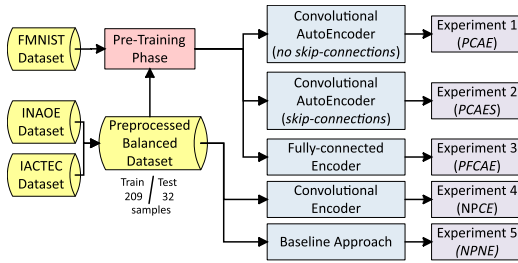 FMNIST
Dataset
Pre-Training
Phase
INAOE
Dataset
IACTEC
Dataset
Preprocessed
Balanced
Dataset
Train / Test
209 32
samples
Convolutional
AutoEncoder
(no skip-connections)
Convolutional
AutoEncoder
(skip-connections)
Fully-connected
Encoder
Convolutional
Encoder
Baseline Approach
Experiment 1
(PCAE)
Experiment 2
(PCAES)
Experiment 3
(PFCAE)
Experiment 4
(NPCE)
Experiment 5
(NPNE)